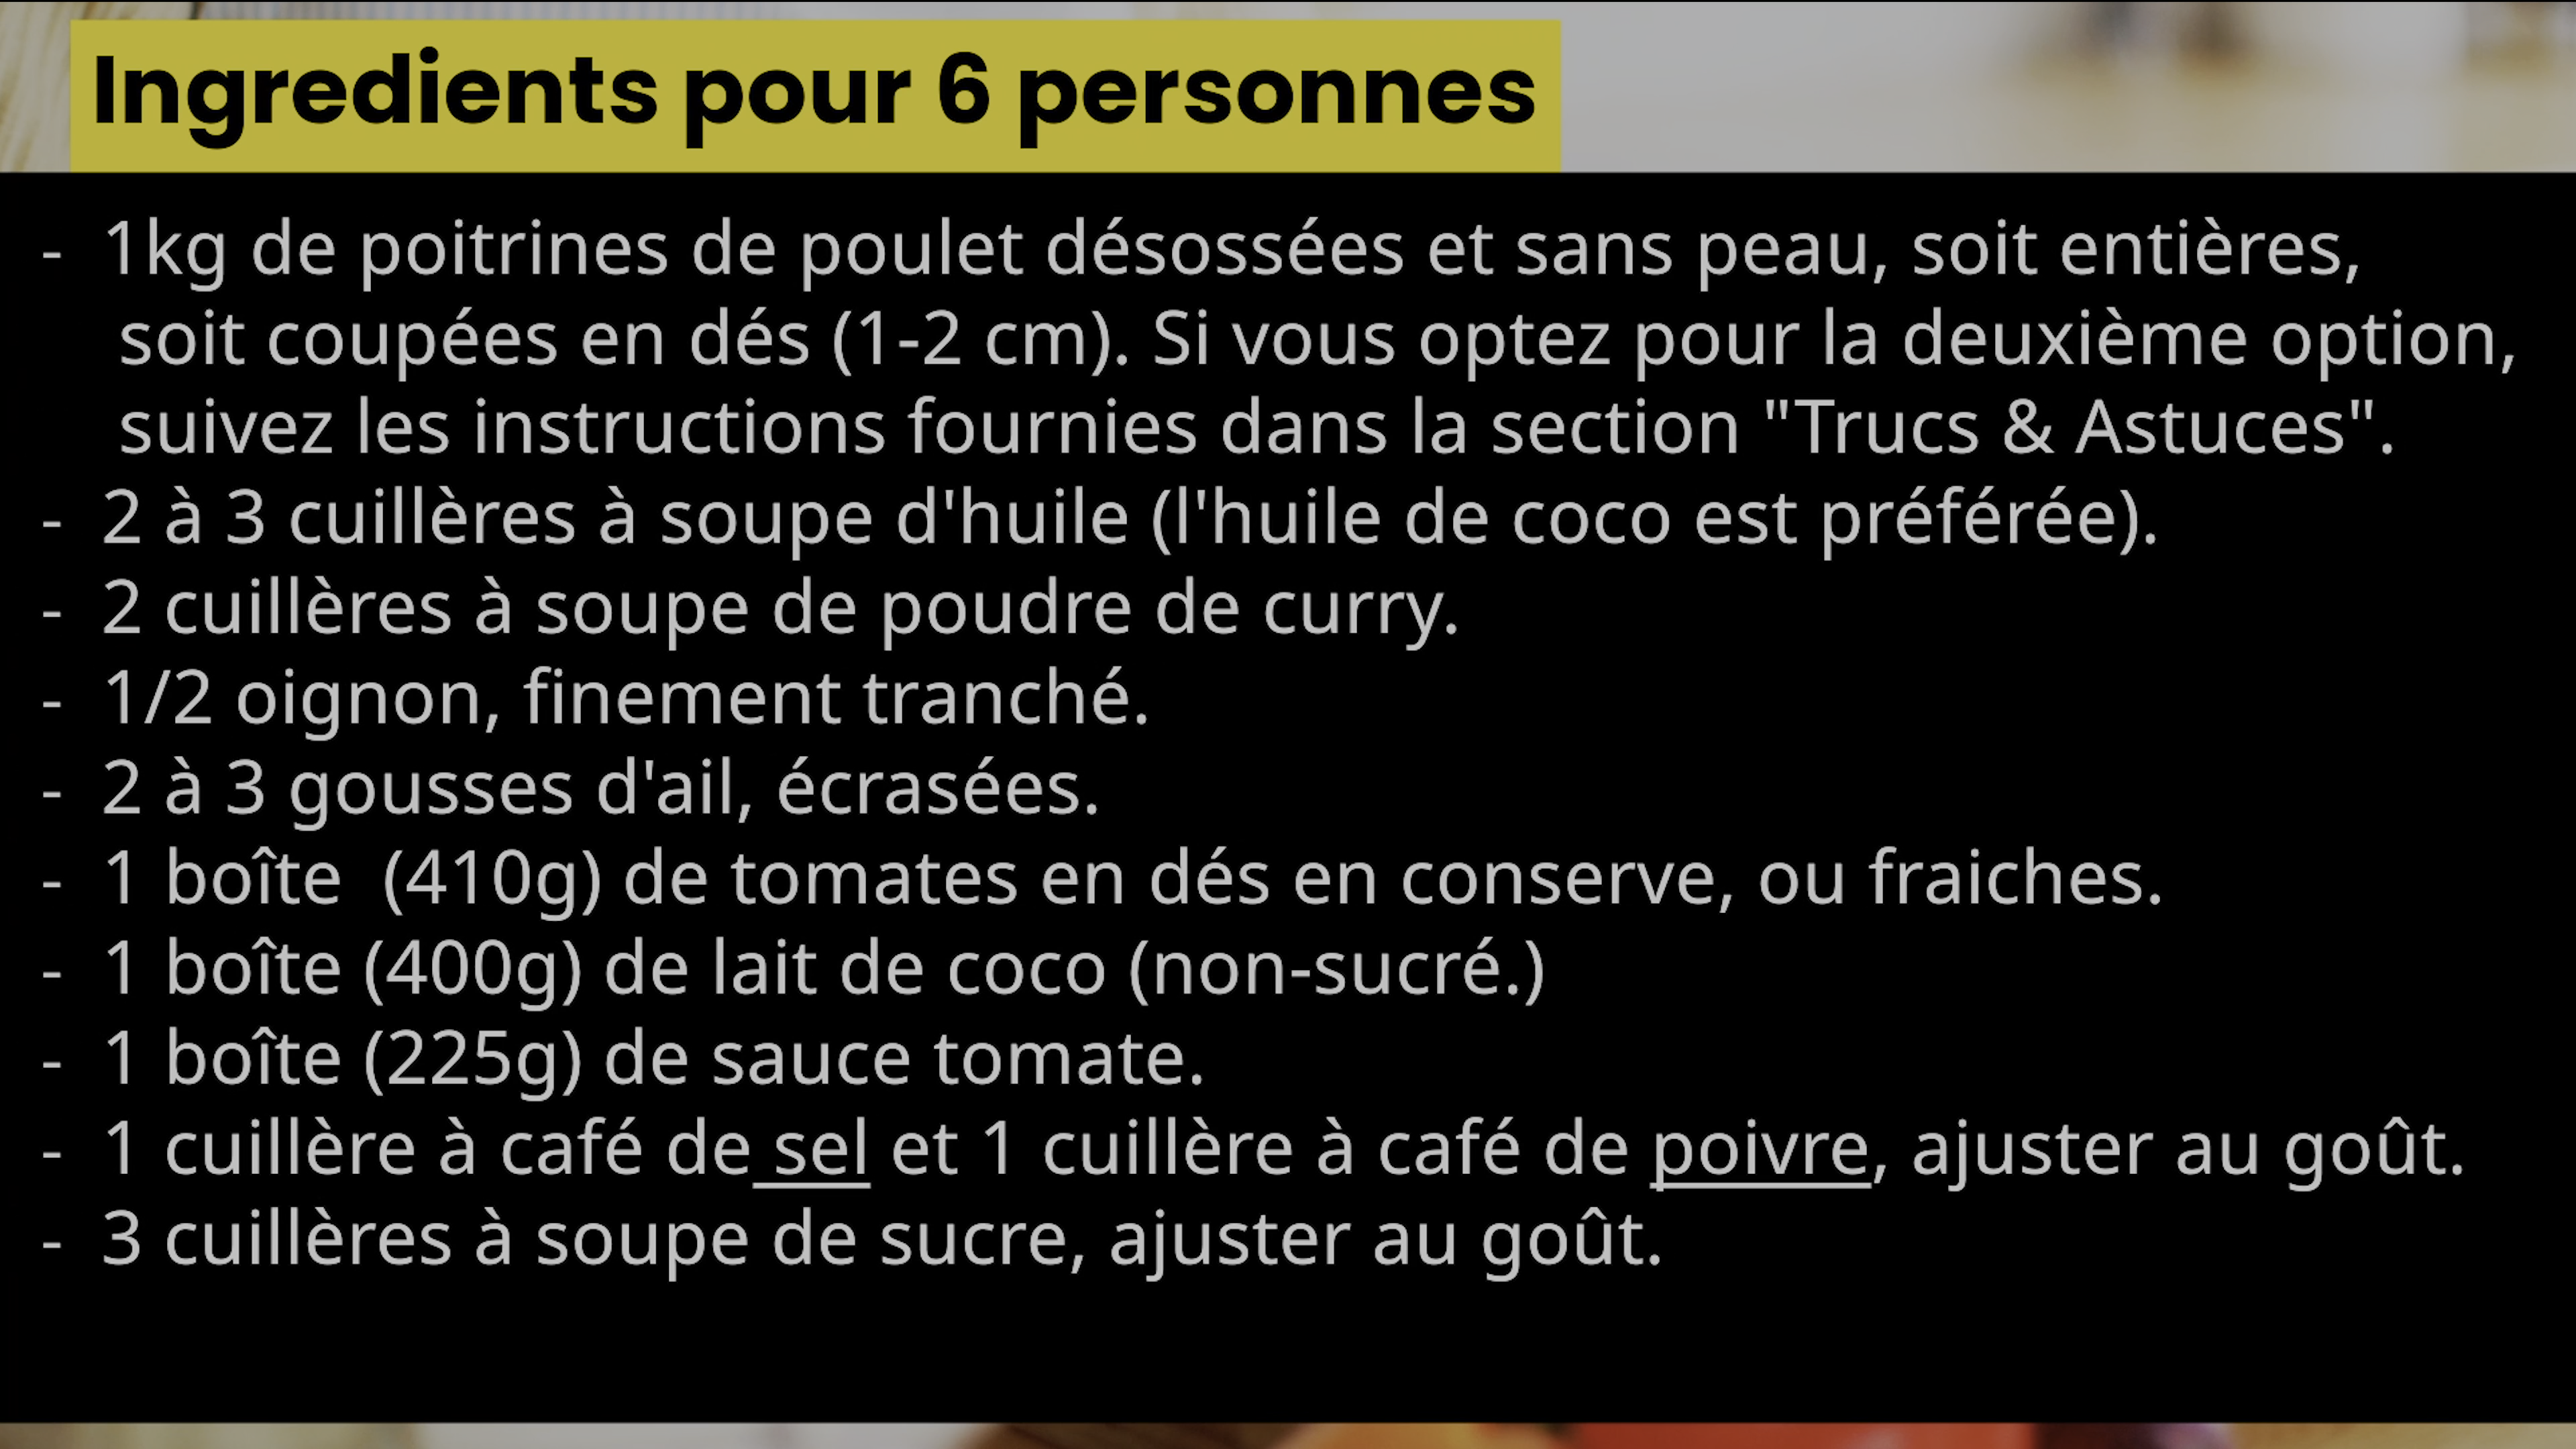 Ingredients pour 6 personnes
- 1kg de poitrines de poulet désossées et sans peau, soit entières,
soit coupées en dés (1-2 cm). Si vous optez pour la deuxième option,
suivez les instructions fournies dans la section "Trucs & Astuces".
- 2 à 3 cuillères à soupe d'huile (l'huile de coco est préférée).
- 2 cuillères à soupe de poudre de curry.
- 1/2 oignon, finement tranché.
- 2 à 3 gousses d'ail, écrasées.
- 1 boîte  (410g) de tomates en dés en conserve, ou fraiches.
- 1 boîte (400g) de lait de coco (non-sucré.)
- 1 boîte (225g) de sauce tomate.
- 1 cuillère à café de sel et 1 cuillère à café de poivre, ajuster au goût.
- 3 cuillères à soupe de sucre, ajuster au goût.